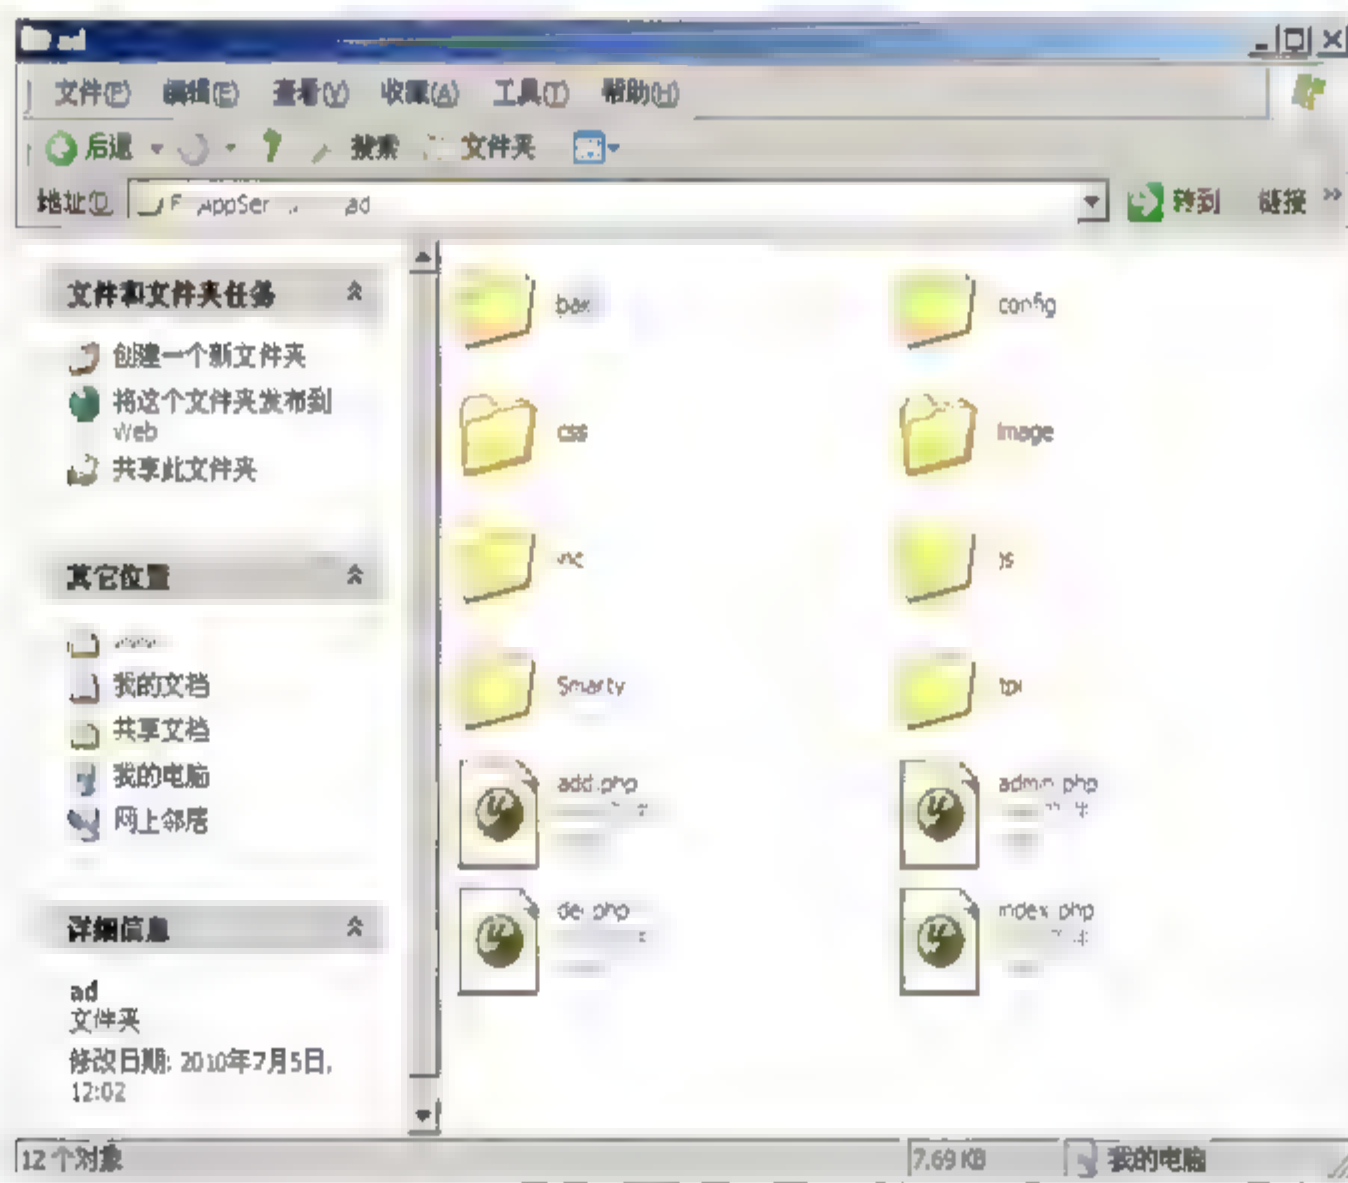 ad
文件(F) 编辑(E) 查看(V) 收藏(A) 工具(T) 帮助(H)
后退 搜索 文件夹
地址(D) AppSer ad 转到 链接
文件和文件夹任务
创建一个新文件夹
将这个文件夹发布到
Web
共享此文件夹
其它位置
我的文档
共享文档
我的电脑
网上邻居
详细信息
ad
文件夹
修改日期: 2010年7月5日,
12:02
config
css
image
js
Smarty
tpl
add.php
admin.php
del.php
index.php
12 个对象 7.69 KB 我的电脑